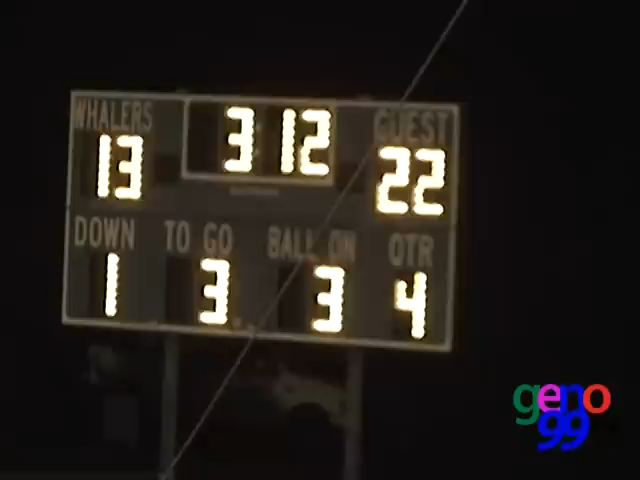 WHALERS 3 12 GUEST
13 22
DOWN TO GO BALL ON QTR
1 3 3 4
geno
99